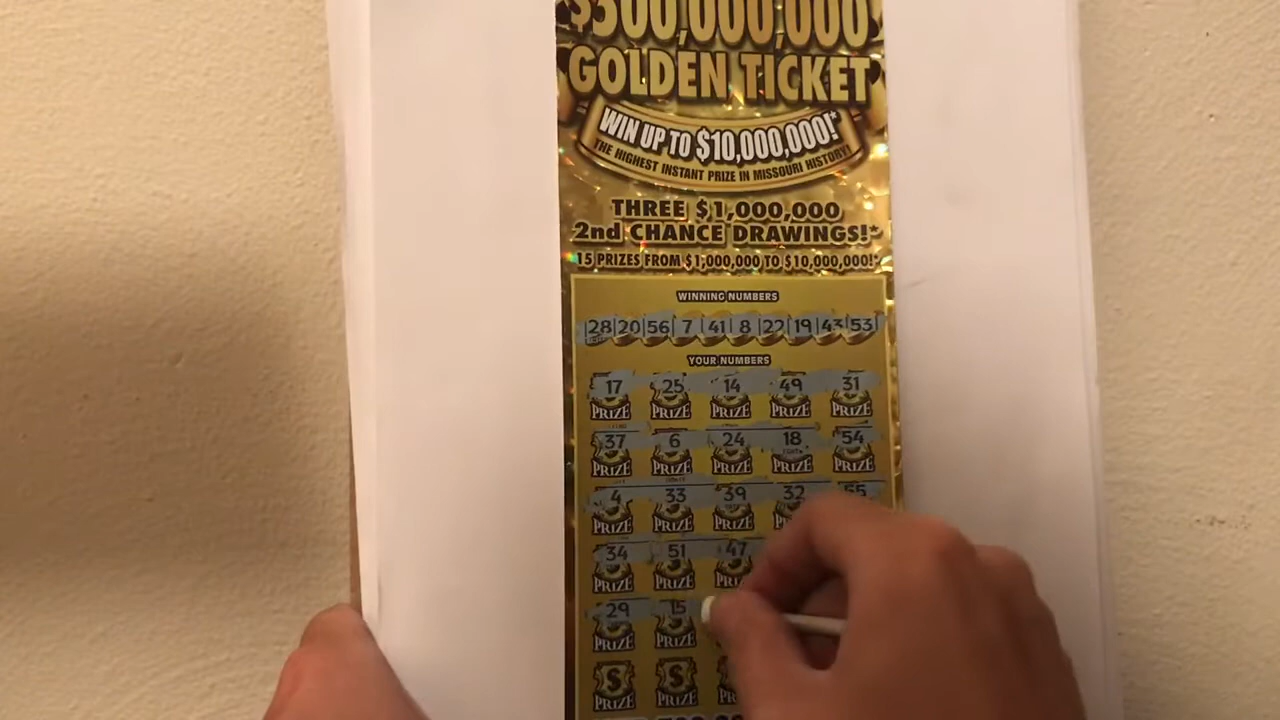 $500,000,000
GOLDEN TICKET
WIN UP TO $10,000,000!*
THE HIGHEST INSTANT PRIZE IN MISSOURI HISTORY!
THREE $1,000,000
2nd CHANCE DRAWINGS!*
15 PRIZES FROM $1,000,000 TO $10,000,000!*
WINNING NUMBERS
28 20 56 7 41 8 22 19 43 53
YOUR NUMBERS
17 25 14 49 31
PRIZE PRIZE PRIZE PRIZE PRIZE
37 6 24 18 54
PRIZE PRIZE PRIZE PRIZE PRIZE
4 33 39 32 55
PRIZE PRIZE PRIZE
34 51 47
PRIZE PRIZE
29 15
PRIZE PRIZE
$ $
PRIZE PRIZE